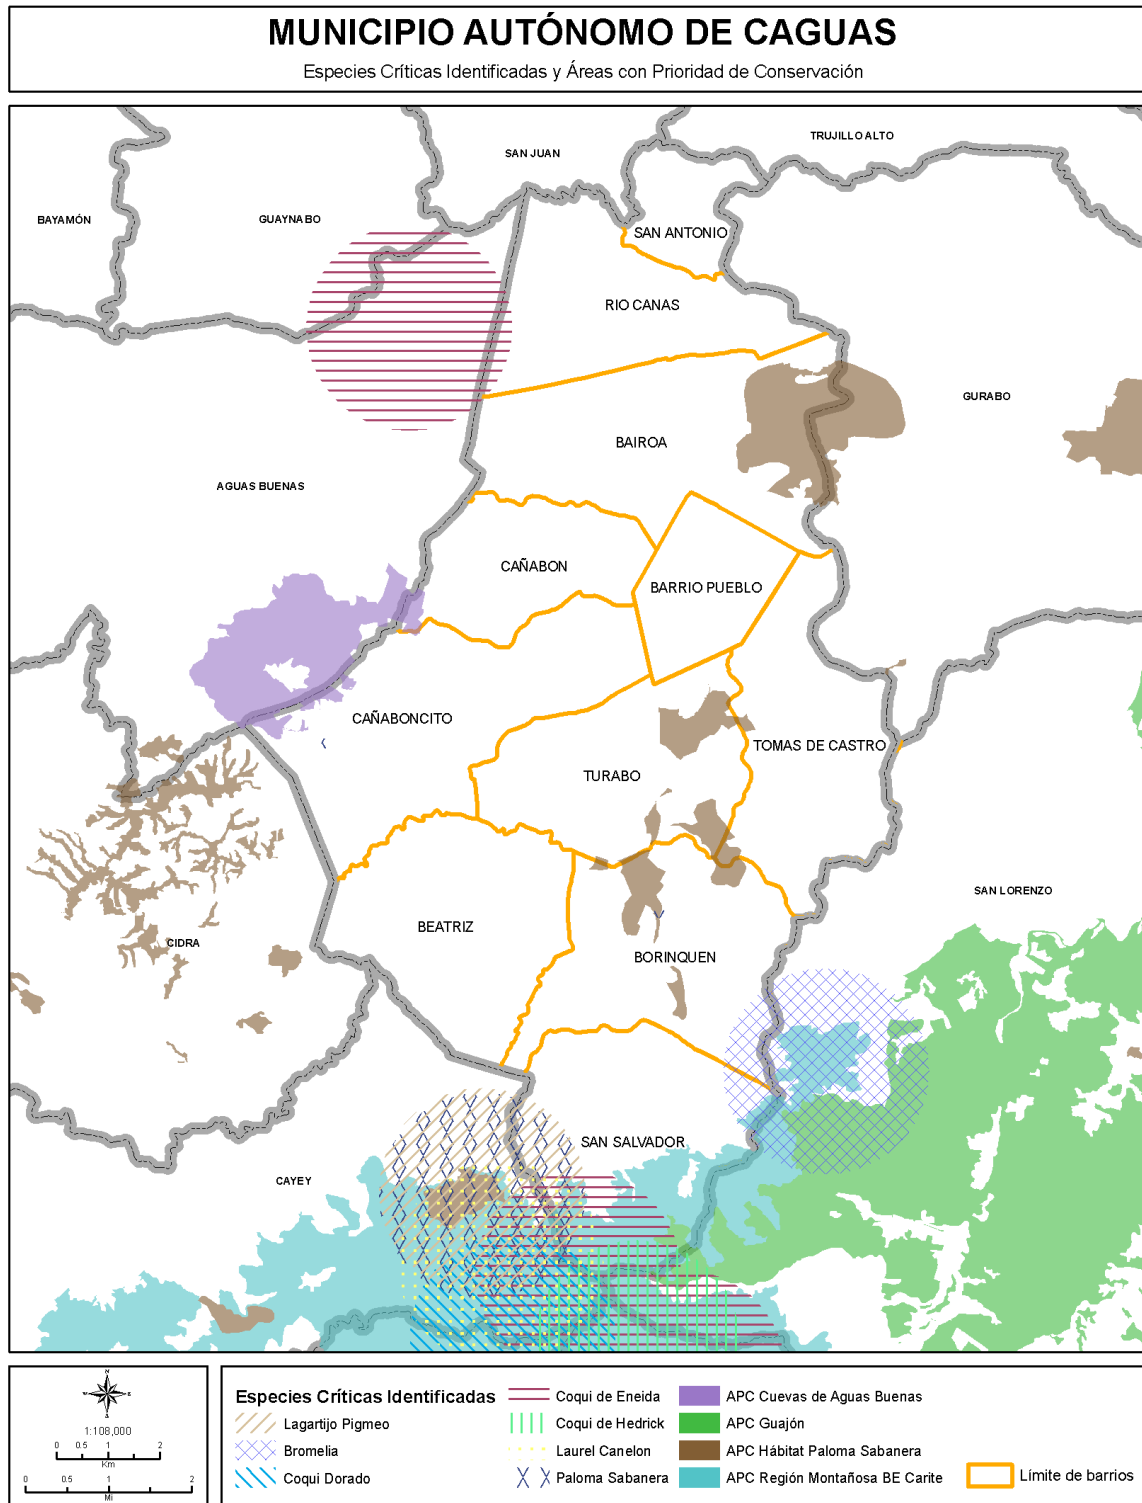 MUNICIPIO AUTÓNOMO DE CAGUAS
Especies Críticas Identificadas y Áreas con Prioridad de Conservación
TRUJILLO ALTO
SAN JUAN
BAYAMÓN
GUAYNABO
SAN ANTONIO
RIO CANAS
GURABO
BAIROA
AGUAS BUENAS
CAÑABON
BARRIO PUEBLO
CAÑABONCITO
TOMAS DE CASTRO
TURABO
SAN LORENZO
BEATRIZ
CIDRA
BORINQUEN
SAN SALVADOR
CAYEY
N
W E
S
1:108,000
0 0.5 1 2
Km
0 0.5 1 2
Mi
Especies Críticas Identificadas
Lagartijo Pigmeo
Bromelia
Coqui Dorado
Coqui de Eneida
Coqui de Hedrick
Laurel Canelon
Paloma Sabanera
APC Cuevas de Aguas Buenas
APC Guajón
APC Hábitat Paloma Sabanera
APC Región Montañosa BE Carite
Límite de barrios